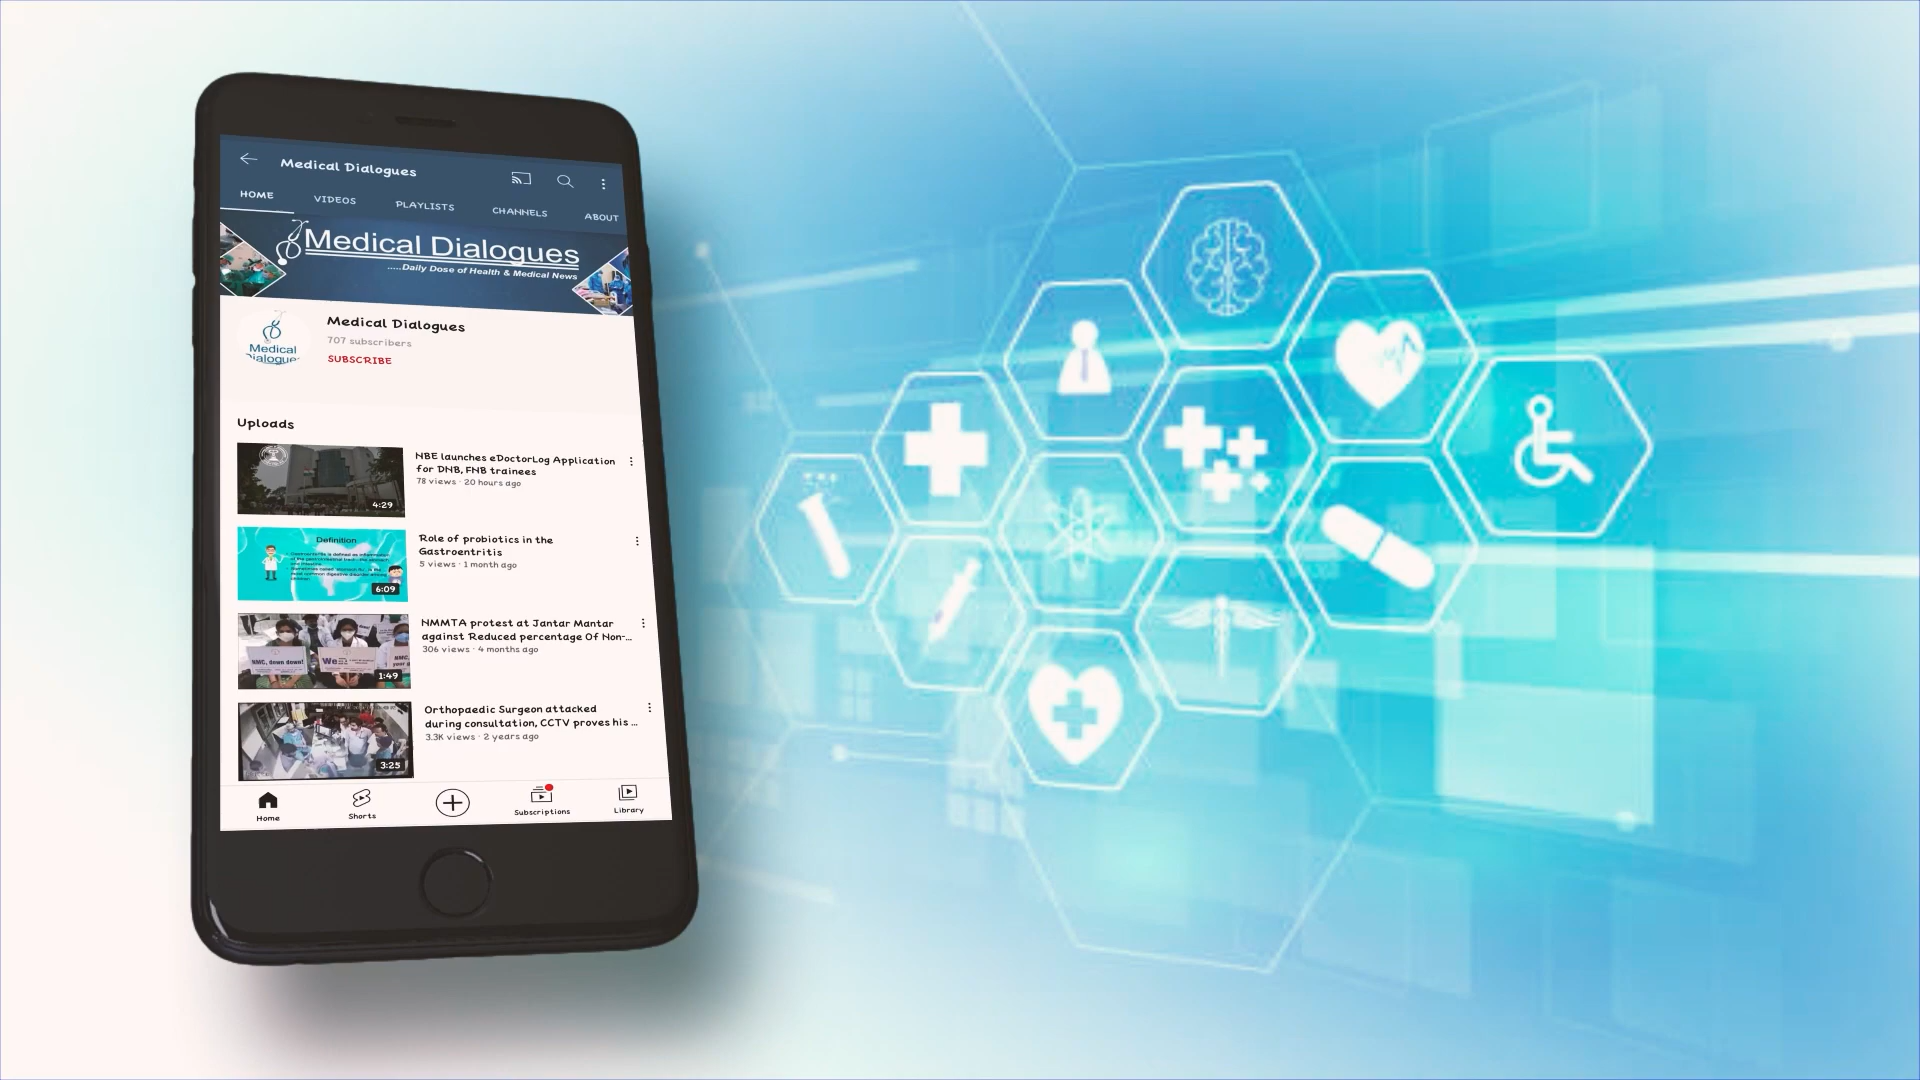 Medical Dialogues
HOME VIDEOS PLAYLISTS CHANNELS ABOUT
Medical Dialogues
.....Daily Dose of Health & Medical News
Medical
Dialogues
Medical Dialogues
707 subscribers
SUBSCRIBE
Uploads
4:29
NBE launches eDoctorLog Application
for DNB, FNB trainees
78 views · 20 hours ago
Definition
6:09
Role of probiotics in the
Gastroentritis
5 views · 1 month ago
NMC, down down!
We
1:49
NMMTA protest at Jantar Mantar
against Reduced percentage Of Non-...
306 views · 4 months ago
3:25
Orthopaedic Surgeon attacked
during consultation, CCTV proves his ...
3.3K views · 2 years ago
Home Shorts Subscriptions Library